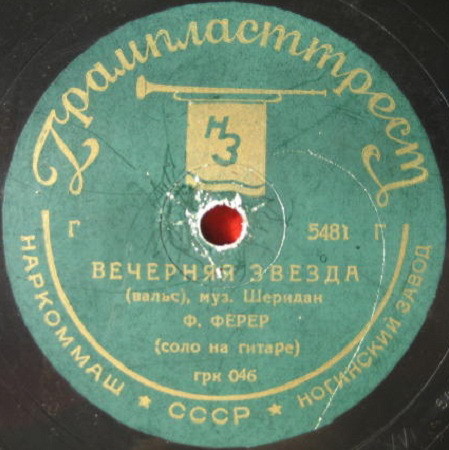 Грампласттрест
НЗ
Г 5481 Г
ВЕЧЕРНЯЯ ЗВЕЗДА
(вальс), муз. Шеридан
Ф. ФЕРЕР
(соло на гитаре)
грк 046
НАРКОММАШ ★ СССР ★ НОГИНСКИЙ ЗАВОД